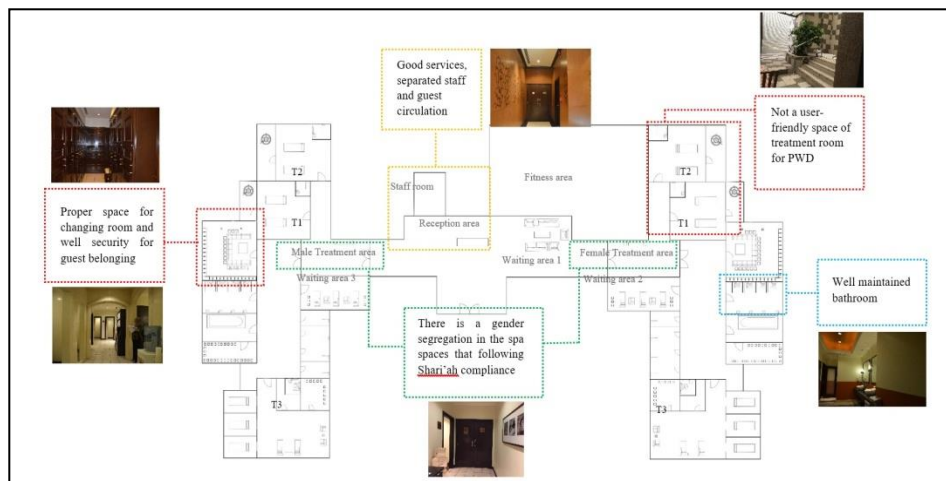 Good services,
separated staff
and guest
circulation
Not a user-
friendly space of
treatment room
for PWD
T2
Fitness area
T2
Staff room
Proper space for
changing room and
well security for
guest belonging
T1
Reception area
T1
Male Treatment area
Waiting area 1
Female Treatment area
Waiting area 3
Waiting area 2
Well maintained
bathroom
There is a gender
segregation in the spa
spaces that following
Shari'ah compliance
T3
T3